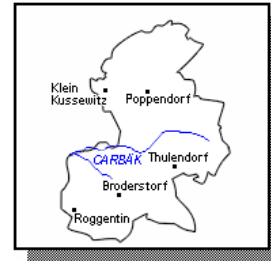 Klein
Kussewitz
Poppendorf
CARBÄK
Thulendorf
Broderstorf
Roggentin